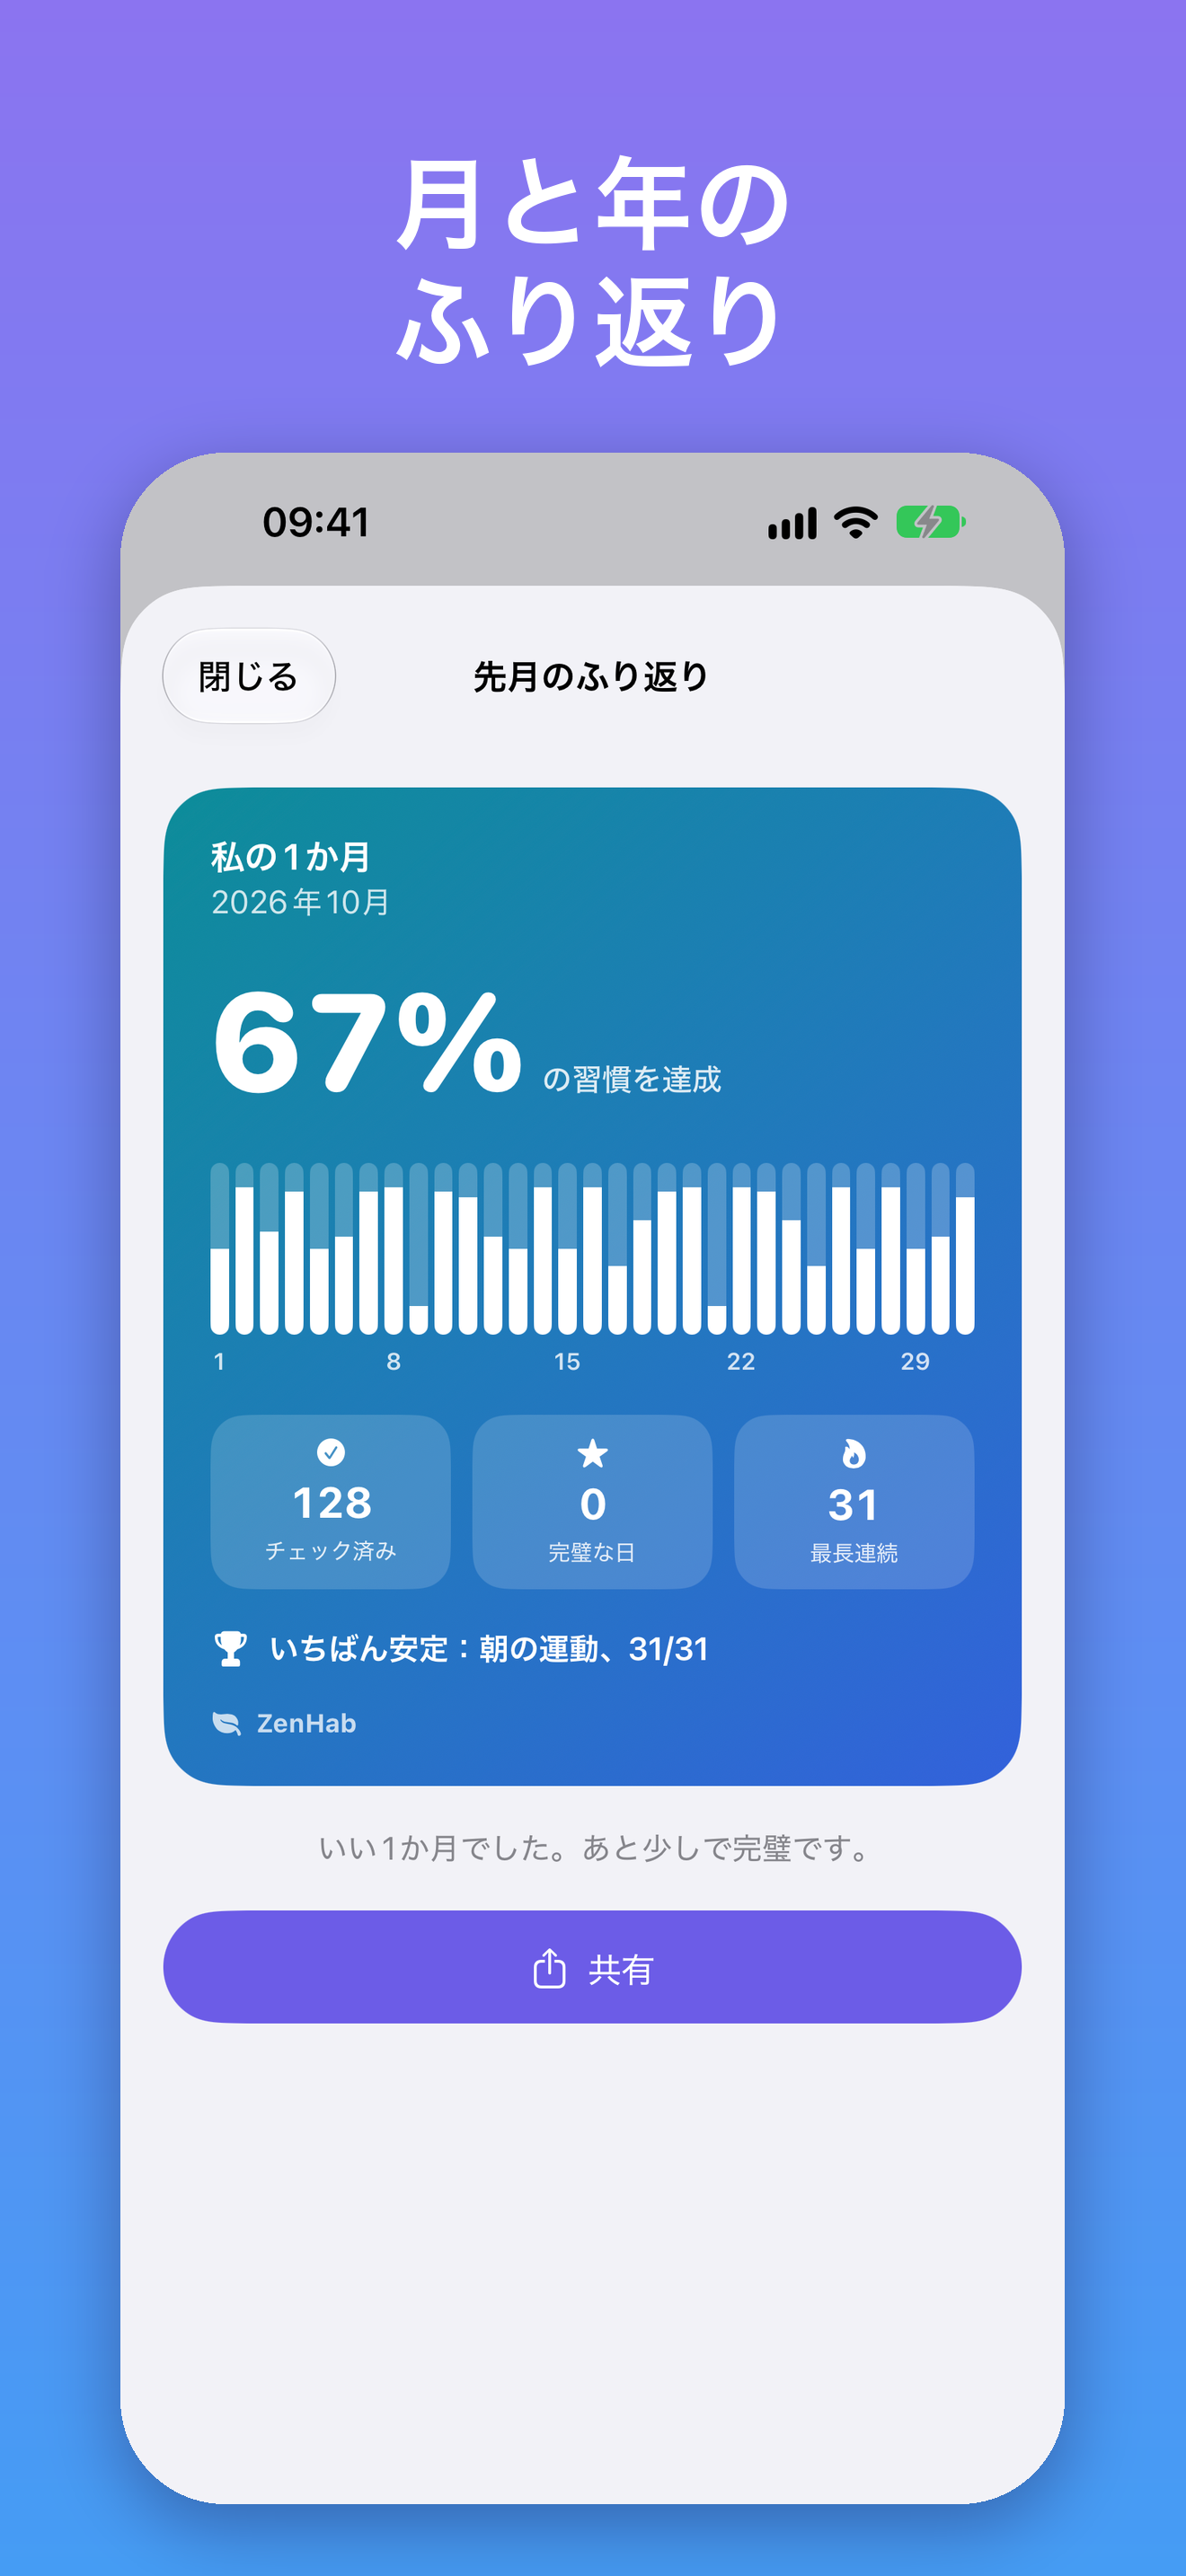 月と年の
ふり返り
09:41
閉じる
先月のふり返り
私の1か月
2026年10月
67% の習慣を達成
1 8 15 22 29
128 0 31
チェック済み 完璧な日 最長連続
いちばん安定：朝の運動、31/31
ZenHab
いい1か月でした。あと少しで完璧です。
共有